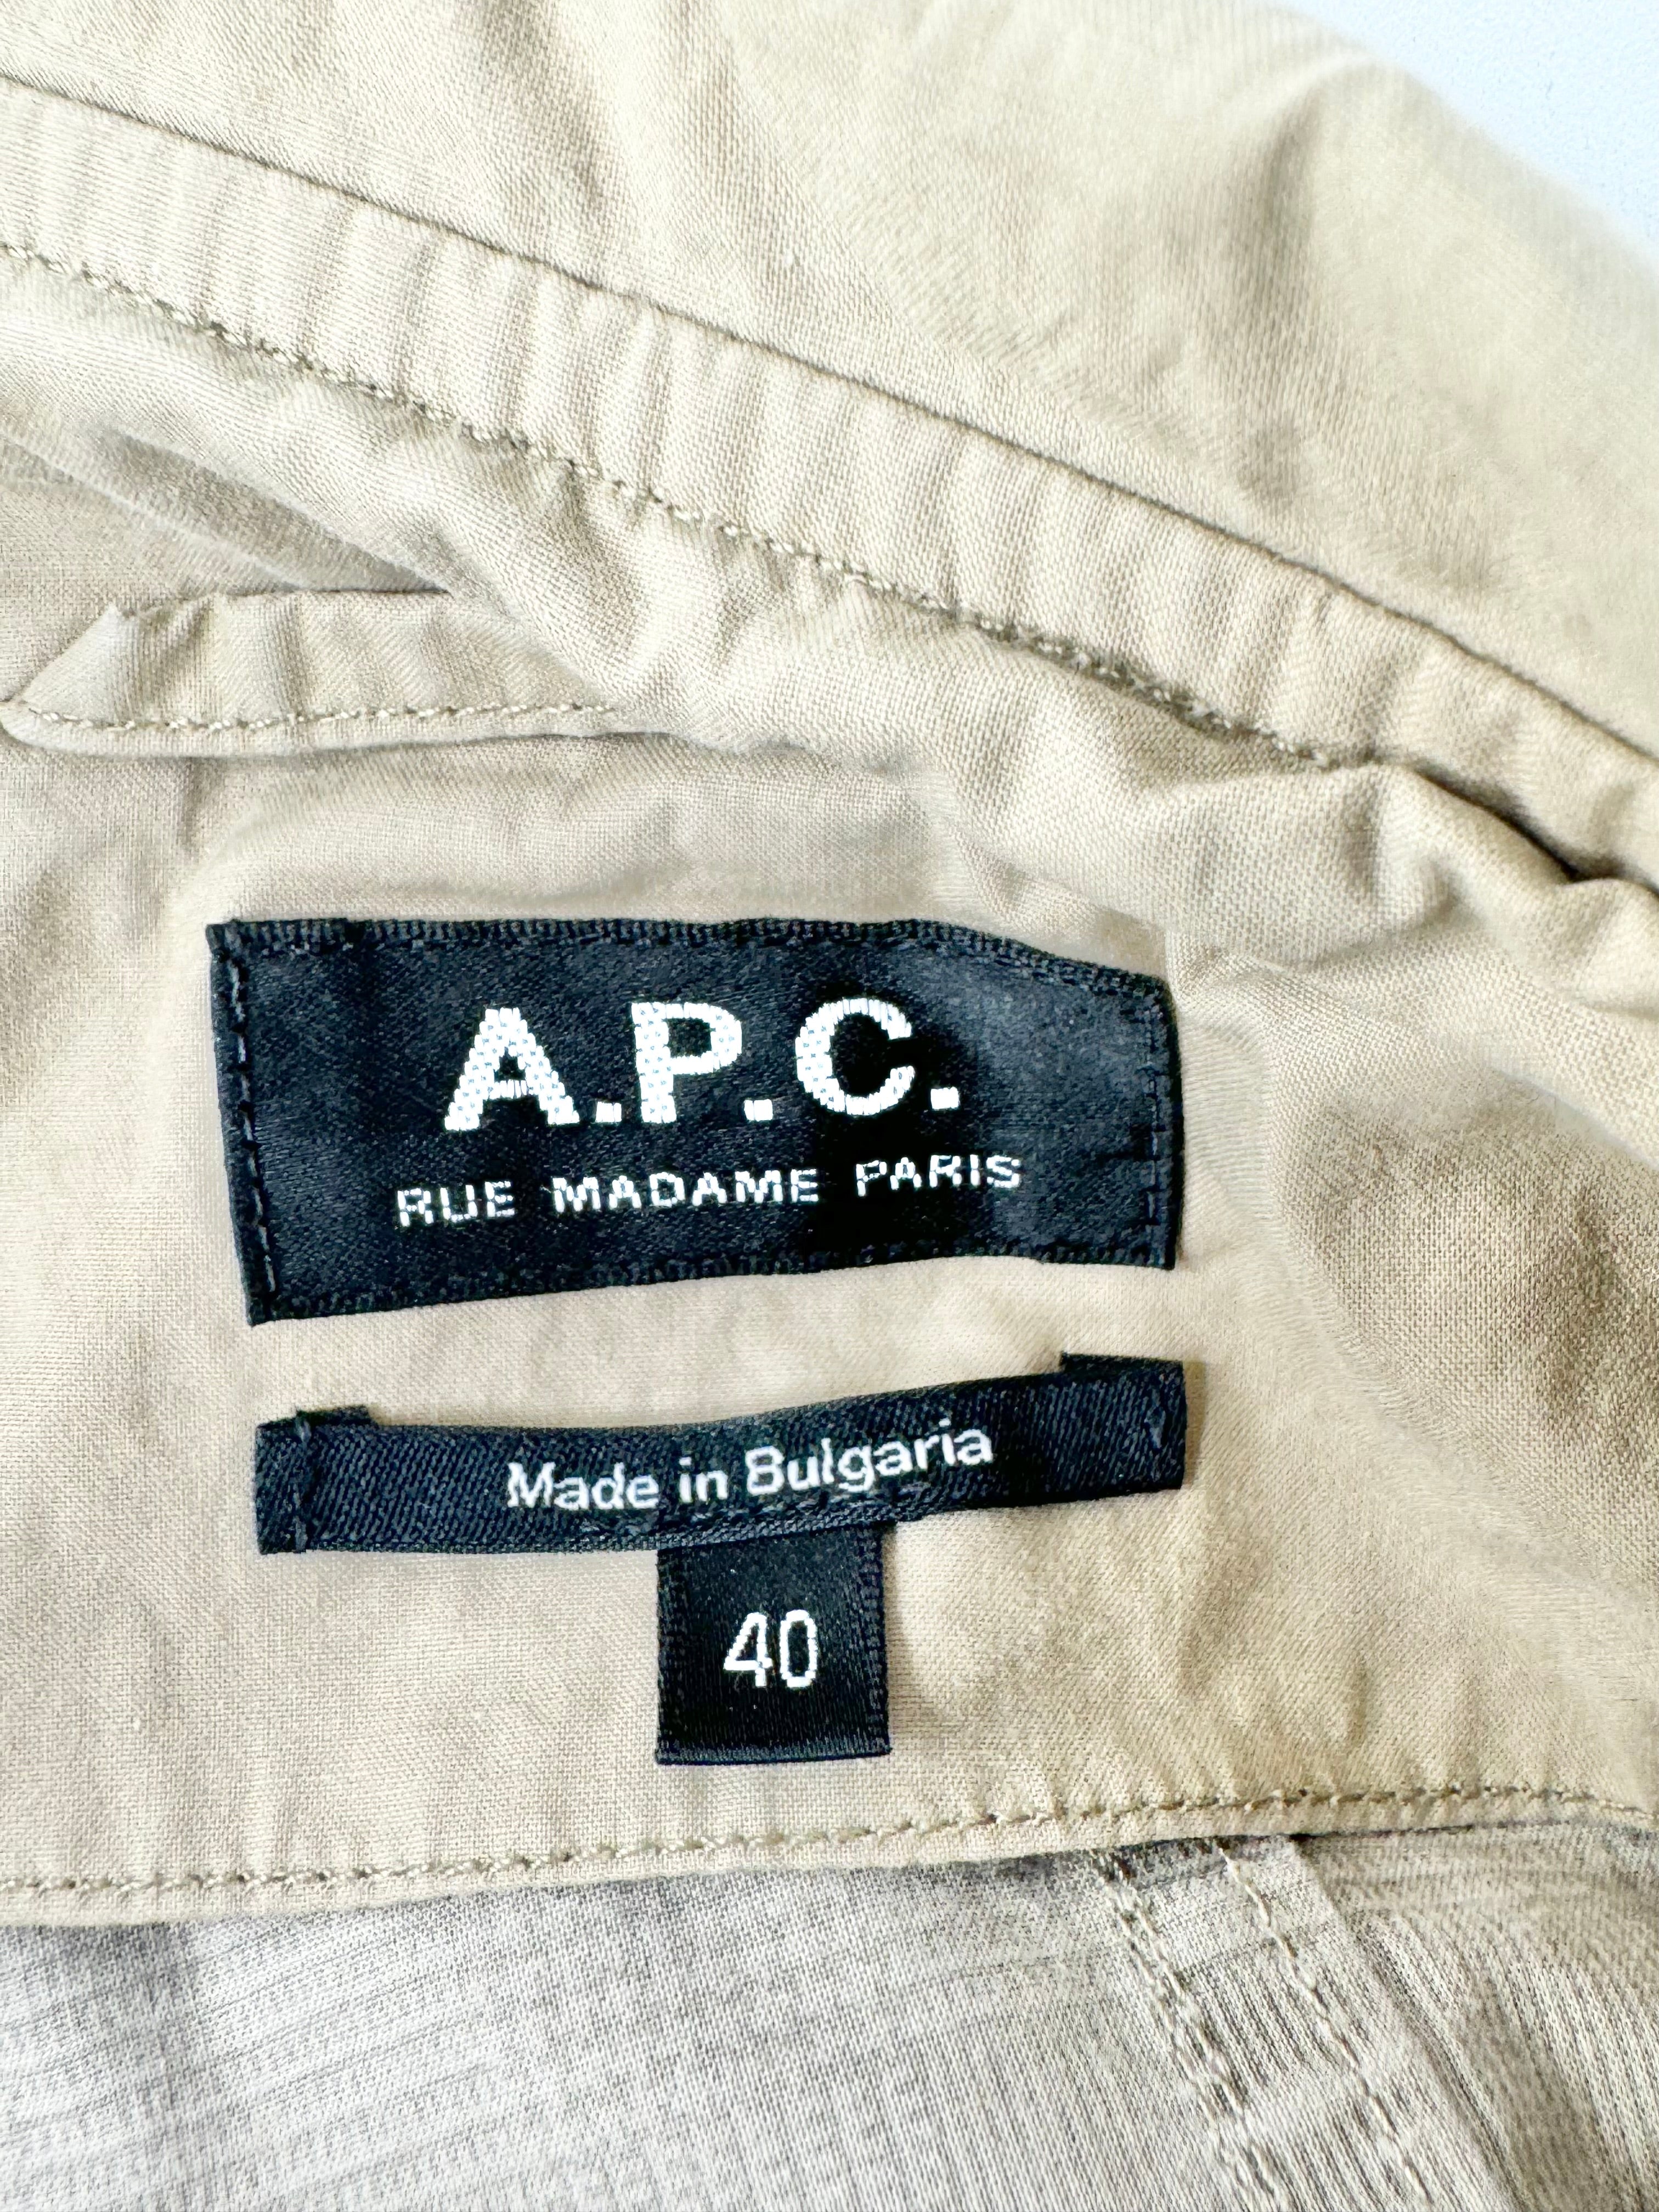 A.P.C.
RUE MADAME PARIS
Made in Bulgaria
40